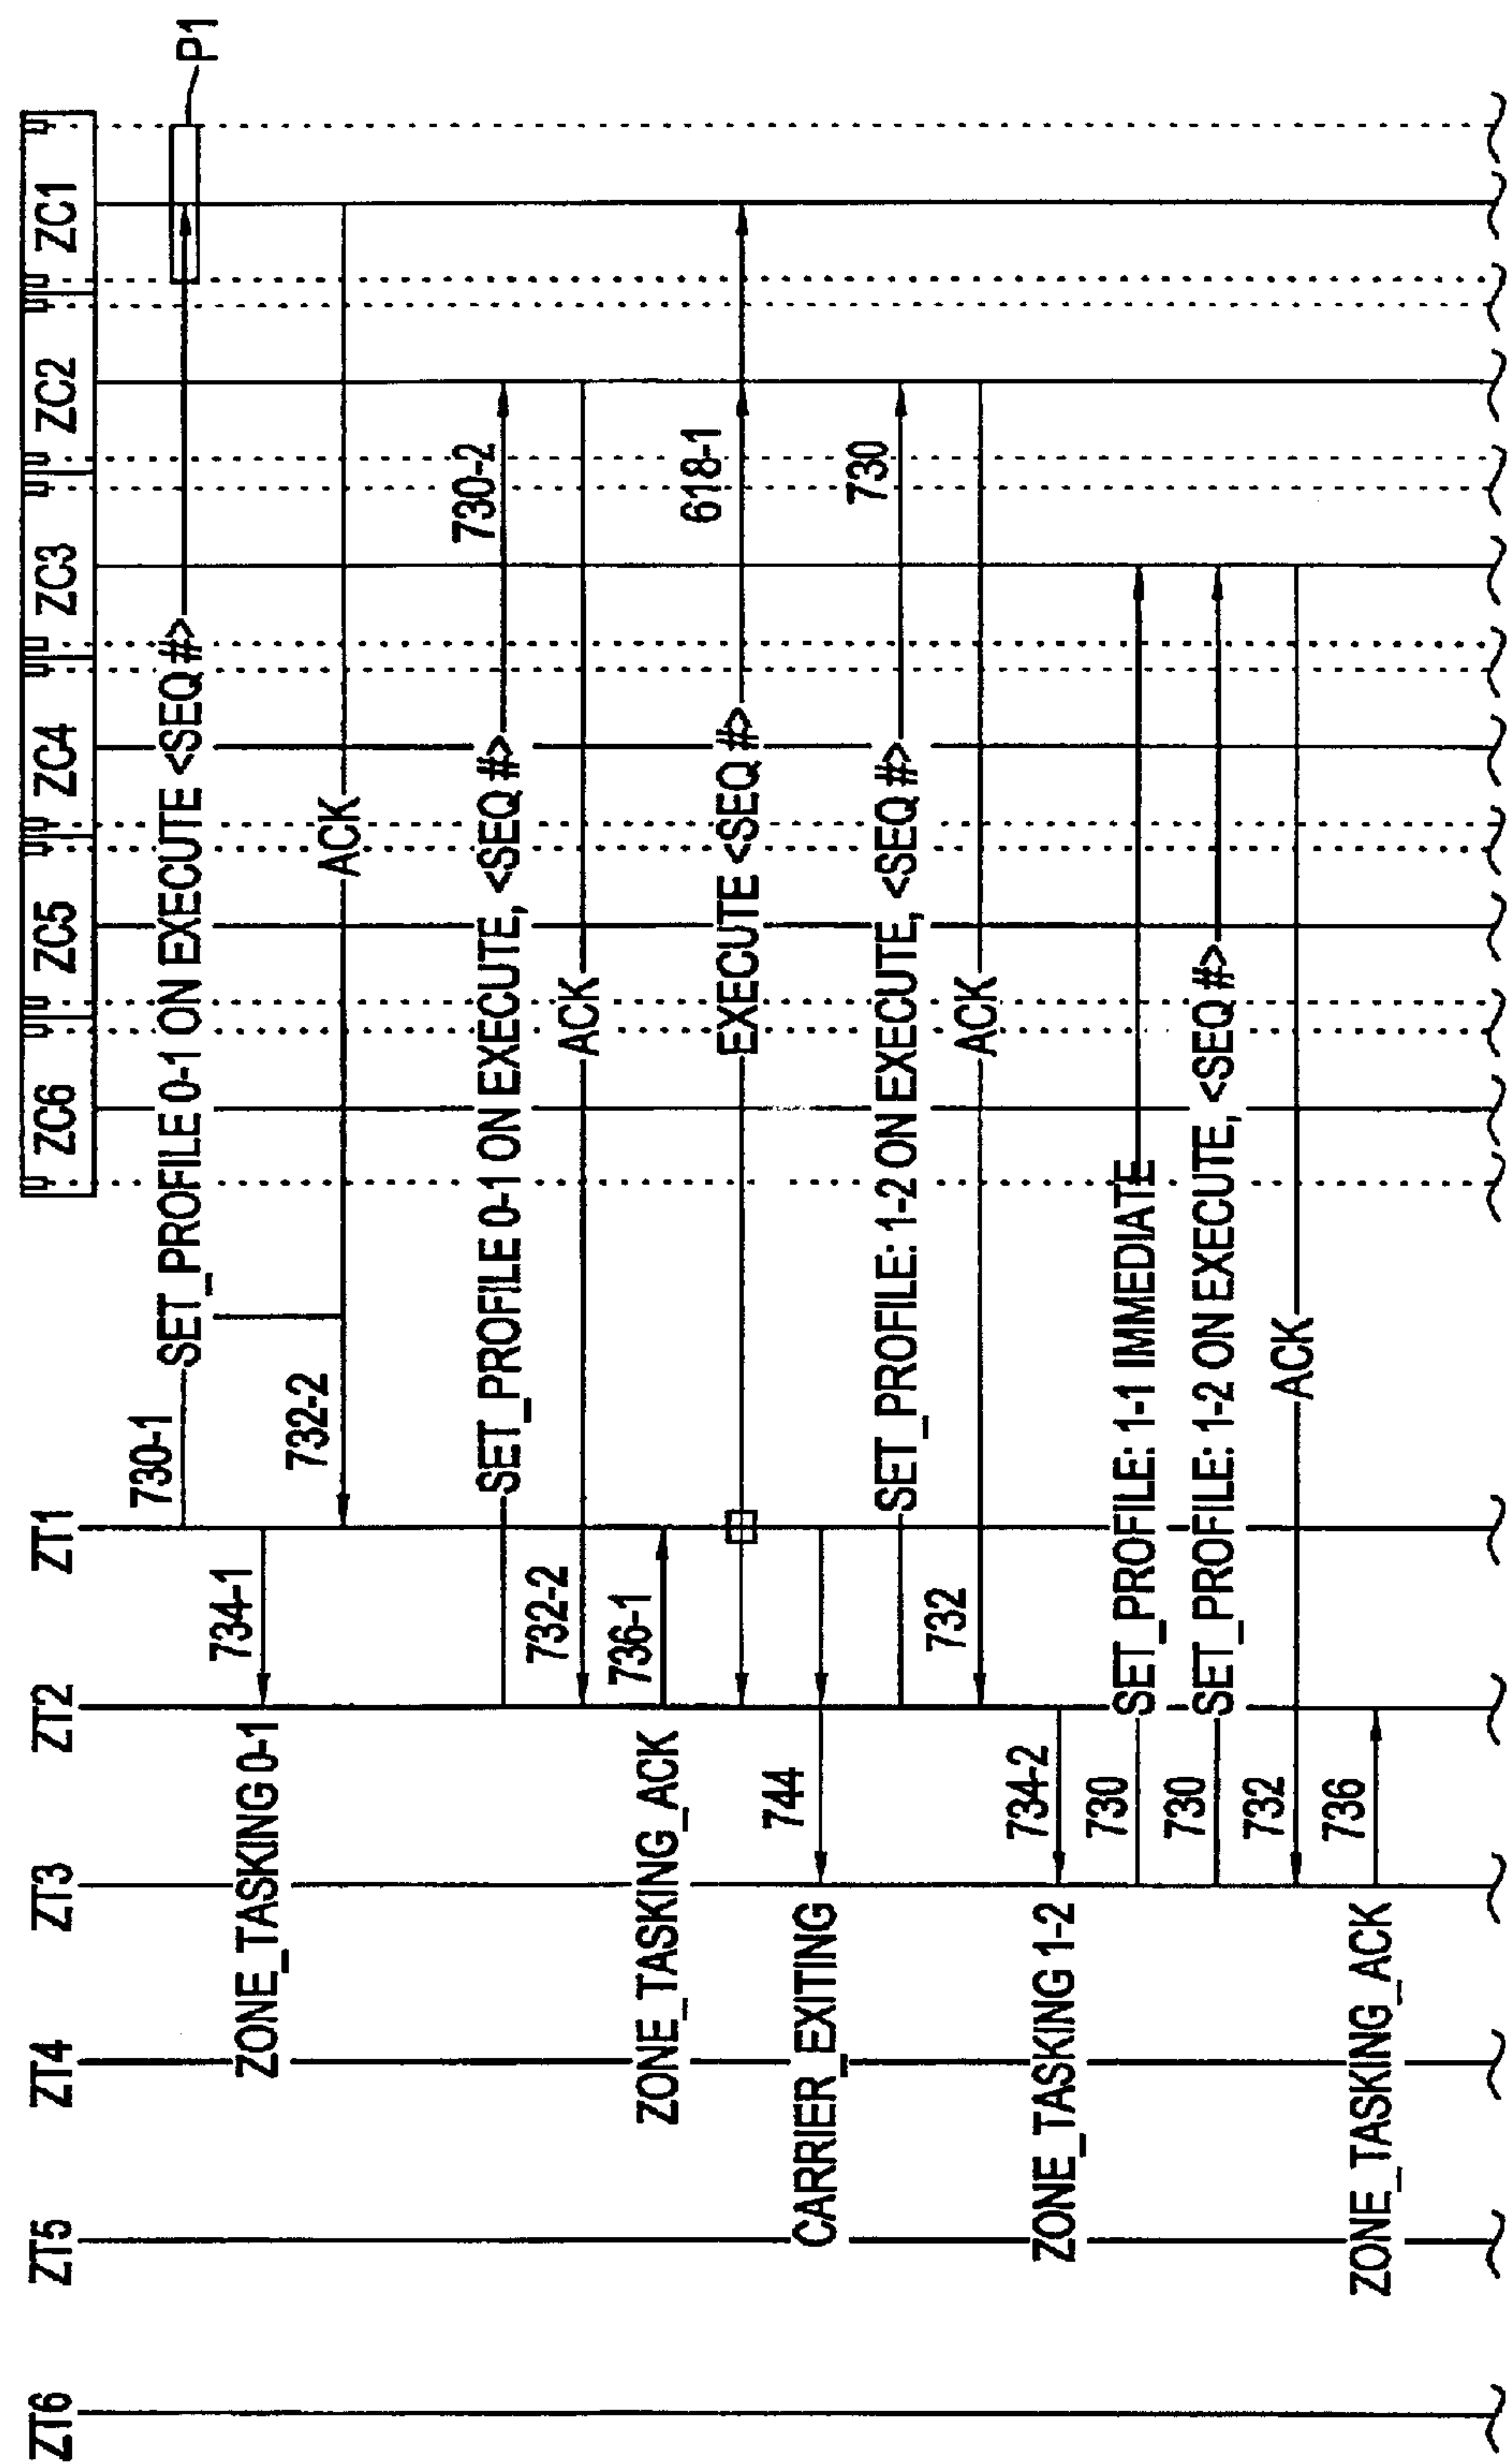 ZT6 ZT5 ZT4 ZT3 ZT2 ZT1 ZC6 ZC5 ZC4 ZC3 ZC2 ZC1
P1
730-1
SET_PROFILE 0-1 ON EXECUTE <SEQ #>
734-1
ZONE_TASKING 0-1
732-2
ACK
SET_PROFILE 0-1 ON EXECUTE, <SEQ #>
730-2
732-2
ACK
736-1
ZONE_TASKING_ACK
EXECUTE <SEQ #>
618-1
744
CARRIER_EXITING
SET_PROFILE: 1-2 ON EXECUTE, <SEQ #>
730
732
ACK
734-2
ZONE_TASKING 1-2
730
SET_PROFILE: 1-1 IMMEDIATE
730
SET_PROFILE: 1-2 ON EXECUTE, <SEQ #>
732
ACK
736
ZONE_TASKING_ACK